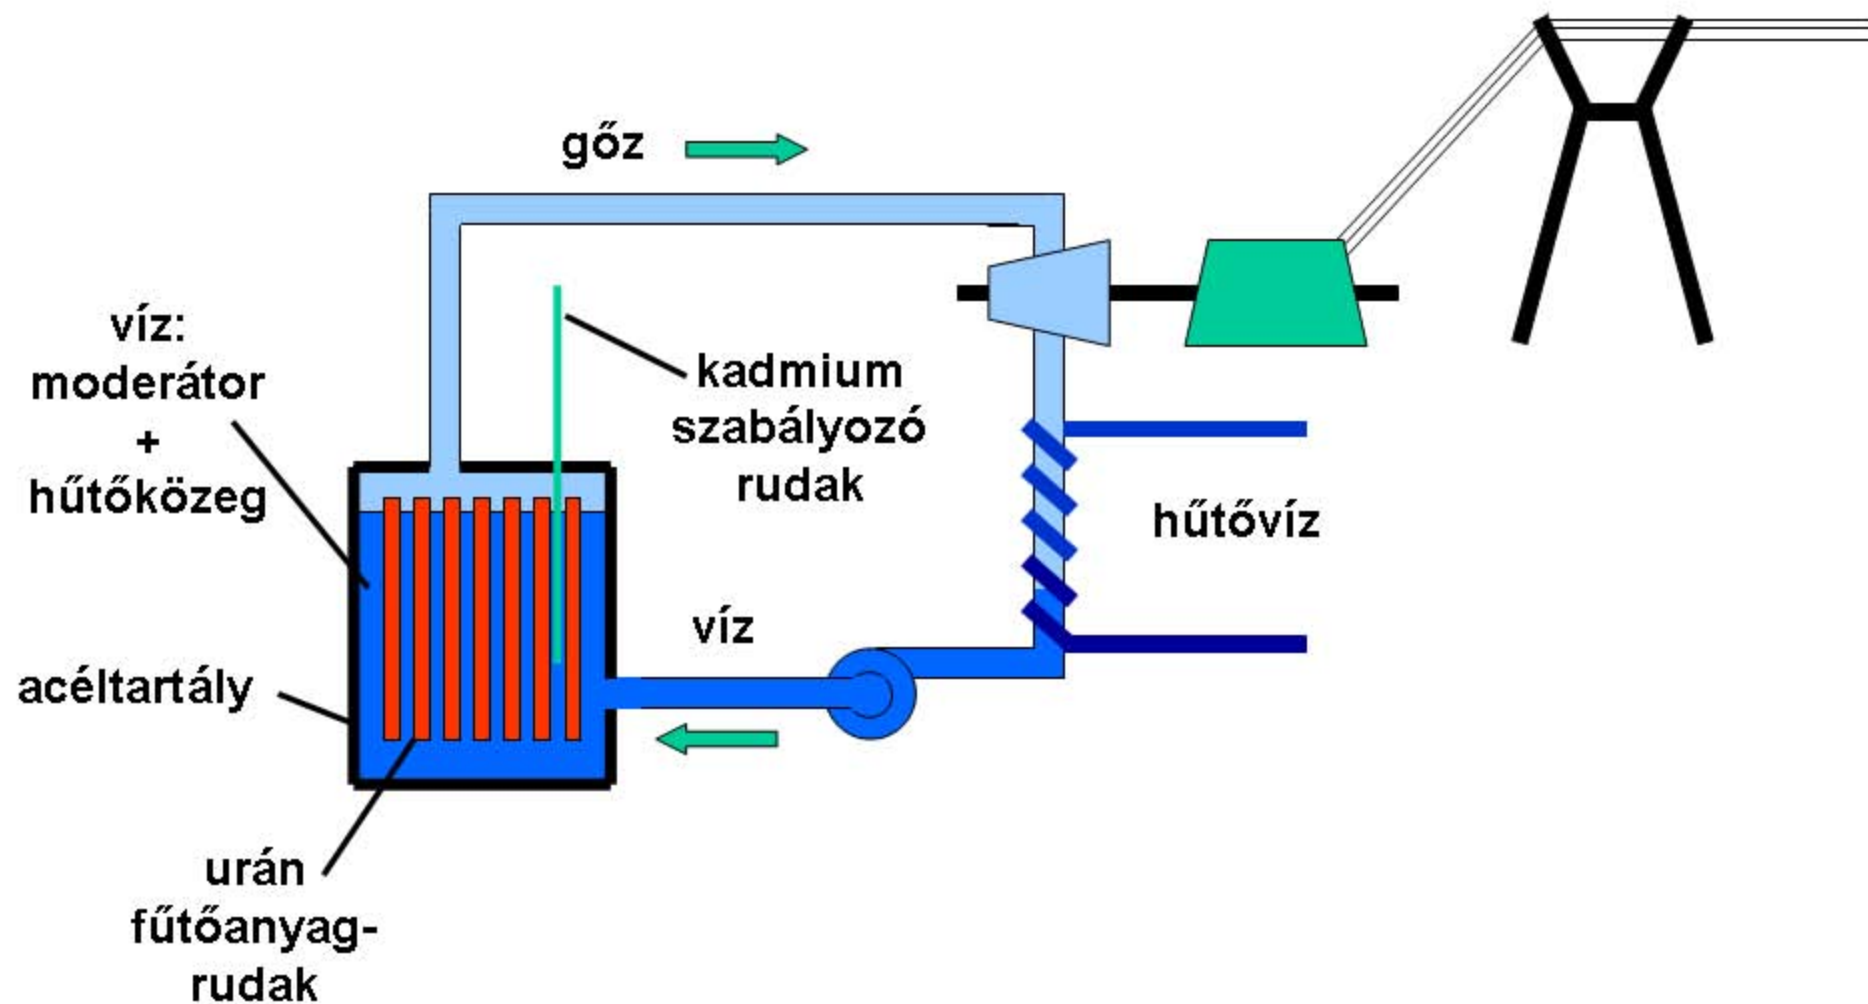 gőz
víz:
moderátor
+
hűtőközeg
kadmium
szabályozó
rudak
hűtővíz
víz
acéltartály
urán
fűtőanyag-
rudak